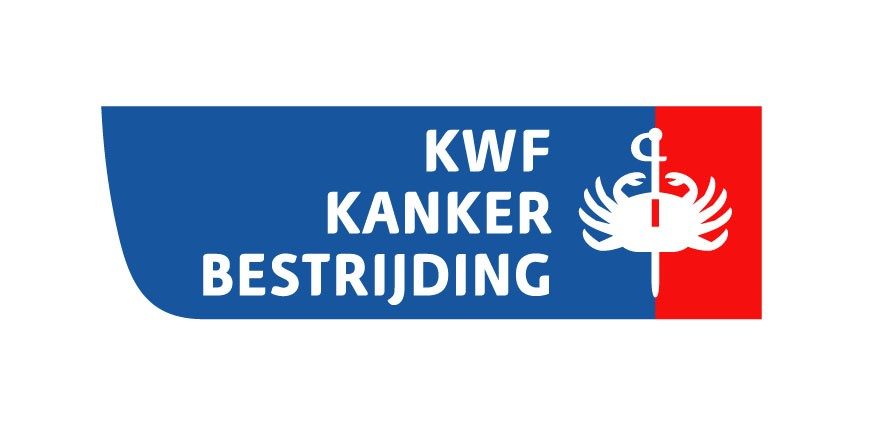 KWF
KANKER
BESTRIJDING